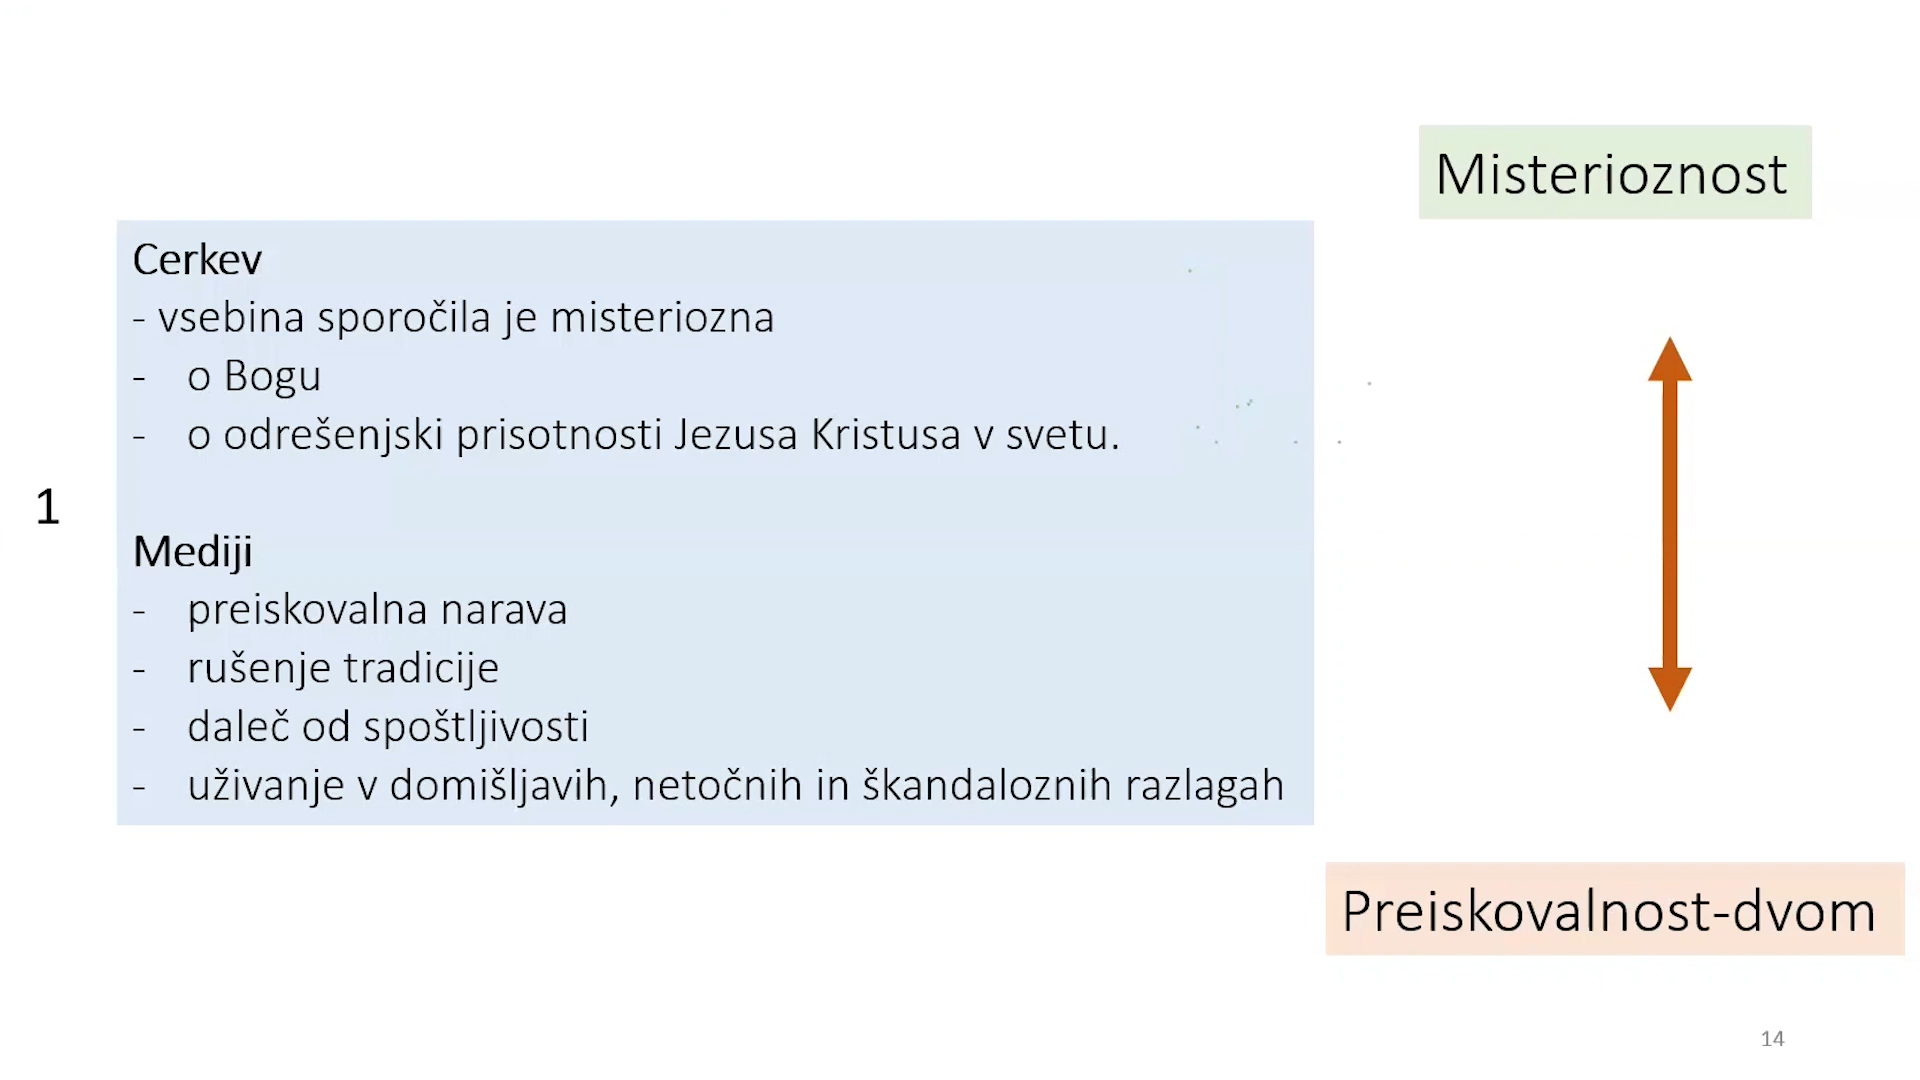 Misterioznost
Cerkev
- vsebina sporočila je misteriozna
- o Bogu
- o odrešenjski prisotnosti Jezusa Kristusa v svetu.
1
Mediji
- preiskovalna narava
- rušenje tradicije
- daleč od spoštljivosti
- uživanje v domišljavih, netočnih in škandaloznih razlagah
Preiskovalnost-dvom
14